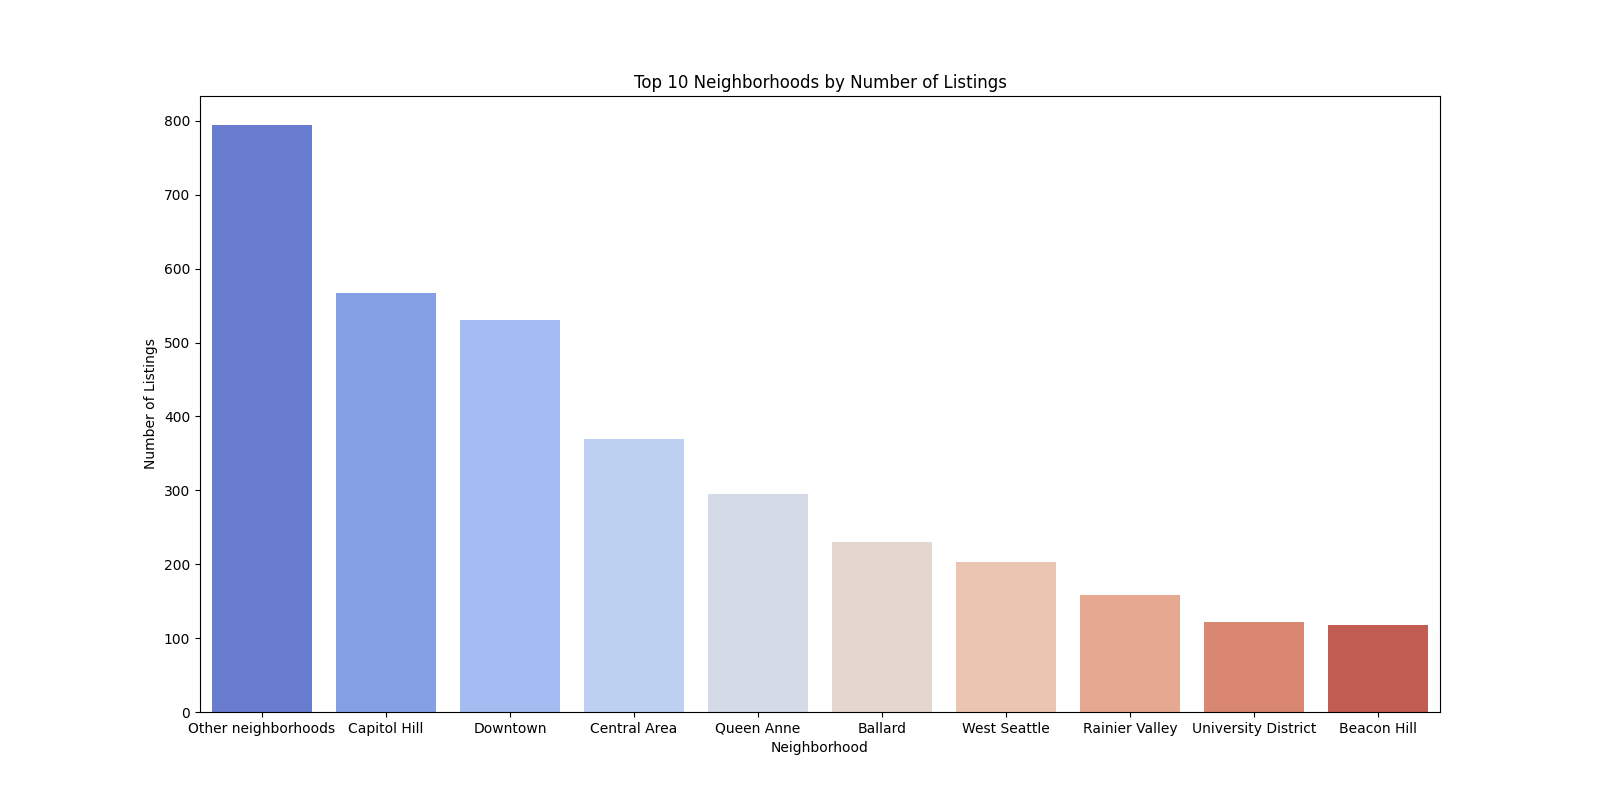 Top 10 Neighborhoods by Number of Listings
Number of Listings
800
700
600
500
400
300
200
100
0
Other neighborhoods Capitol Hill Downtown Central Area Queen Anne Ballard West Seattle Rainier Valley University District Beacon Hill
Neighborhood